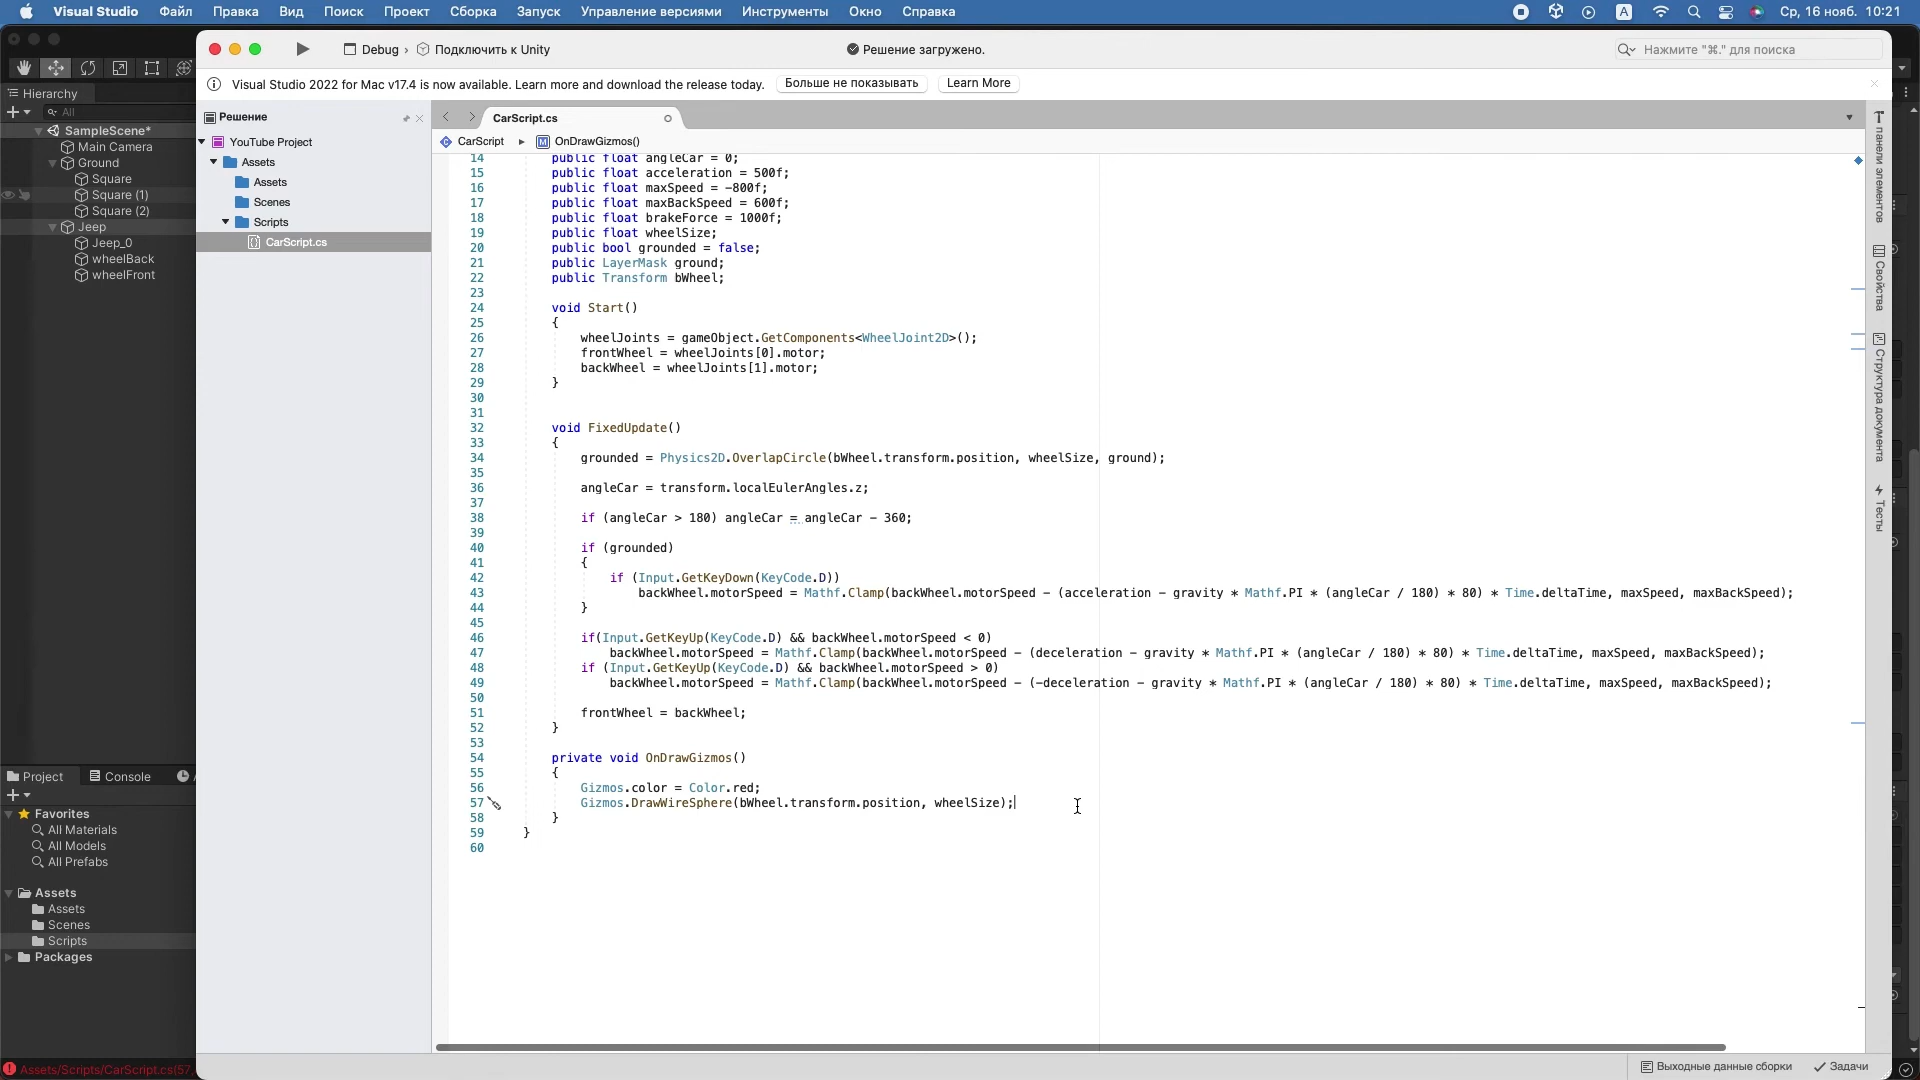 Visual Studio Файл Правка Вид Поиск Проект Сборка Запуск Управление версиями Инструменты Окно Справка A Ср, 16 нояб. 10:21
Debug › Подключить к Unity
Решение загружено.
Нажмите "⌘." для поиска
Visual Studio 2022 for Mac v17.4 is now available. Learn more and download the release today. Больше не показывать Learn More
Hierarchy
All
SampleScene*
Main Camera
Ground
Square
Square (1)
Square (2)
Jeep
Jeep_0
wheelBack
wheelFront
Решение
YouTube Project
Assets
Assets
Scenes
Scripts
CarScript.cs
CarScript.cs
CarScript ▸ M OnDrawGizmos()
14 public float angleCar = 0;
15 public float acceleration = 500f;
16 public float maxSpeed = -800f;
17 public float maxBackSpeed = 600f;
18 public float brakeForce = 1000f;
19 public float wheelSize;
20 public bool grounded = false;
21 public LayerMask ground;
22 public Transform bWheel;
23
24 void Start()
25 {
26 wheelJoints = gameObject.GetComponents<WheelJoint2D>();
27 frontWheel = wheelJoints[0].motor;
28 backWheel = wheelJoints[1].motor;
29 }
30
31
32 void FixedUpdate()
33 {
34 grounded = Physics2D.OverlapCircle(bWheel.transform.position, wheelSize, ground);
35
36 angleCar = transform.localEulerAngles.z;
37
38 if (angleCar > 180) angleCar = angleCar - 360;
39
40 if (grounded)
41 {
42 if (Input.GetKeyDown(KeyCode.D))
43 backWheel.motorSpeed = Mathf.Clamp(backWheel.motorSpeed - (acceleration - gravity * Mathf.PI * (angleCar / 180) * 80) * Time.deltaTime, maxSpeed, maxBackSpeed);
44 }
45
46 if(Input.GetKeyUp(KeyCode.D) && backWheel.motorSpeed < 0)
47 backWheel.motorSpeed = Mathf.Clamp(backWheel.motorSpeed - (deceleration - gravity * Mathf.PI * (angleCar / 180) * 80) * Time.deltaTime, maxSpeed, maxBackSpeed);
48 if (Input.GetKeyUp(KeyCode.D) && backWheel.motorSpeed > 0)
49 backWheel.motorSpeed = Mathf.Clamp(backWheel.motorSpeed - (-deceleration - gravity * Mathf.PI * (angleCar / 180) * 80) * Time.deltaTime, maxSpeed, maxBackSpeed);
50
51 frontWheel = backWheel;
52 }
53
54 private void OnDrawGizmos()
55 {
56 Gizmos.color = Color.red;
57 Gizmos.DrawWireSphere(bWheel.transform.position, wheelSize);
58 }
59 }
60
панели элементов
Свойства
Структура документа
Тесты
Project Console
Favorites
All Materials
All Models
All Prefabs
Assets
Assets
Scenes
Scripts
Packages
Assets/Scripts/CarScript.cs(57,
Выходные данные сборки Задачи